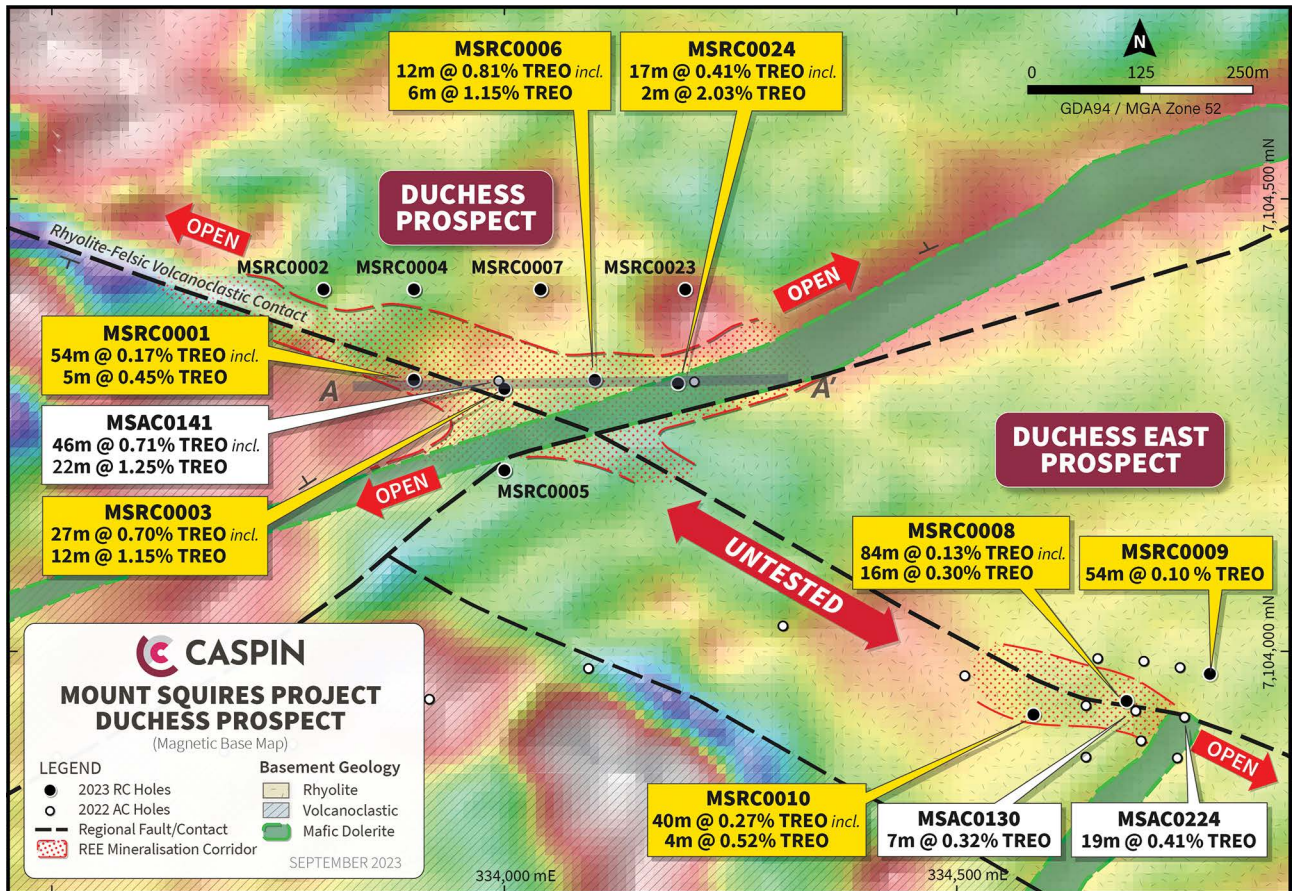 MSRC0006
12m @ 0.81% TREO incl.
6m @ 1.15% TREO
MSRC0024
17m @ 0.41% TREO incl.
2m @ 2.03% TREO
N
0 125 250m
GDA94 / MGA Zone 52
7,104,500 mN
DUCHESS
PROSPECT
OPEN
Rhyolite-Felsic Volcanoclastic Contact
MSRC0002
MSRC0004
MSRC0007
MSRC0023
OPEN
MSRC0001
54m @ 0.17% TREO incl.
5m @ 0.45% TREO
A
A'
MSAC0141
46m @ 0.71% TREO incl.
22m @ 1.25% TREO
DUCHESS EAST
PROSPECT
OPEN
MSRC0005
MSRC0003
27m @ 0.70% TREO incl.
12m @ 1.15% TREO
UNTESTED
MSRC0008
84m @ 0.13% TREO incl.
16m @ 0.30% TREO
MSRC0009
54m @ 0.10 % TREO
7,104,000 mN
OPEN
MSRC0010
40m @ 0.27% TREO incl.
4m @ 0.52% TREO
MSAC0130
7m @ 0.32% TREO
MSAC0224
19m @ 0.41% TREO
CASPIN
MOUNT SQUIRES PROJECT
DUCHESS PROSPECT
(Magnetic Base Map)
LEGEND
2023 RC Holes
2022 AC Holes
Regional Fault/Contact
REE Mineralisation Corridor
Basement Geology
Rhyolite
Volcanoclastic
Mafic Dolerite
SEPTEMBER 2023
334,000 mE
334,500 mE